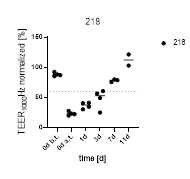 218
TEER1000Hz normalized [%]
150
100
50
0
218
0d b.t.
0d a.t.
1d
3d
7d
11d
time [d]